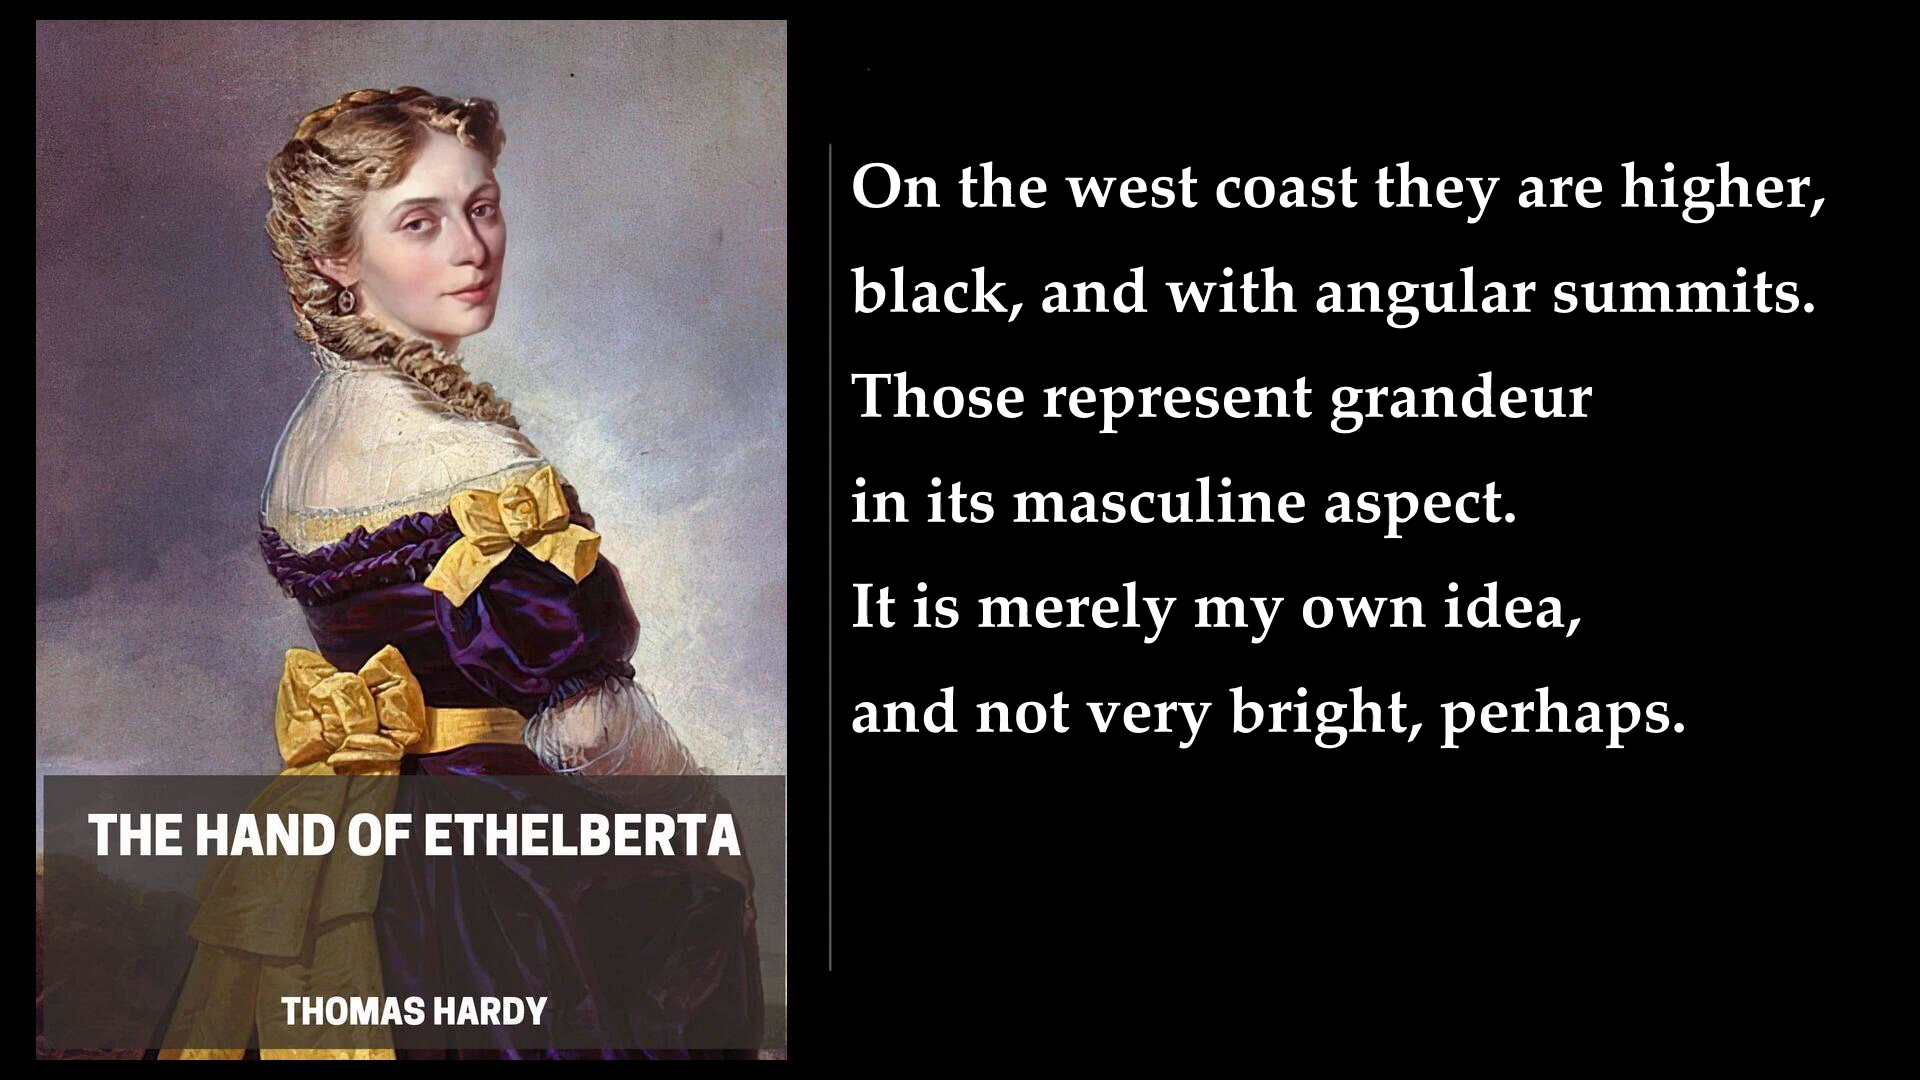 THE HAND OF ETHELBERTA
THOMAS HARDY
On the west coast they are higher,
black, and with angular summits.
Those represent grandeur
in its masculine aspect.
It is merely my own idea,
and not very bright, perhaps.